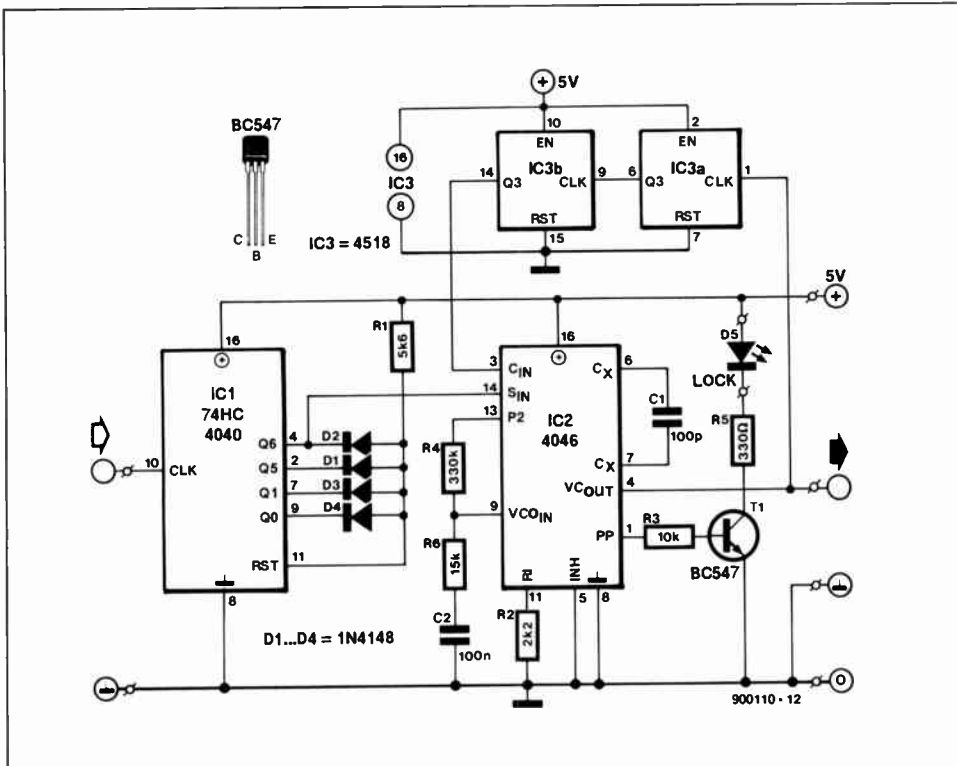 5V
BC547
10
2
EN
EN
16
IC3b
IC3a
14
Q3
CLK
9
6
Q3
CLK
1
IC3
8
RST
RST
C
B
E
IC3 = 4518
15
7
5V
R1
5k6
16
16
D5
LOCK
IC1
74HC
4040
3
CIN
CX
6
14
SIN
13
P2
IC2
4046
C1
100p
R5
330Ω
Q6
4
D2
10
CLK
Q5
2
D1
R4
330k
CX
7
Q1
7
D3
VCOUT
4
Q0
9
D4
9
VCOIN
T1
R3
10k
PP
1
R6
15k
BC547
RST
11
RI
INH
8
11
5
8
R2
2k2
C2
100n
D1...D4 = 1N4148
0
900110 - 12